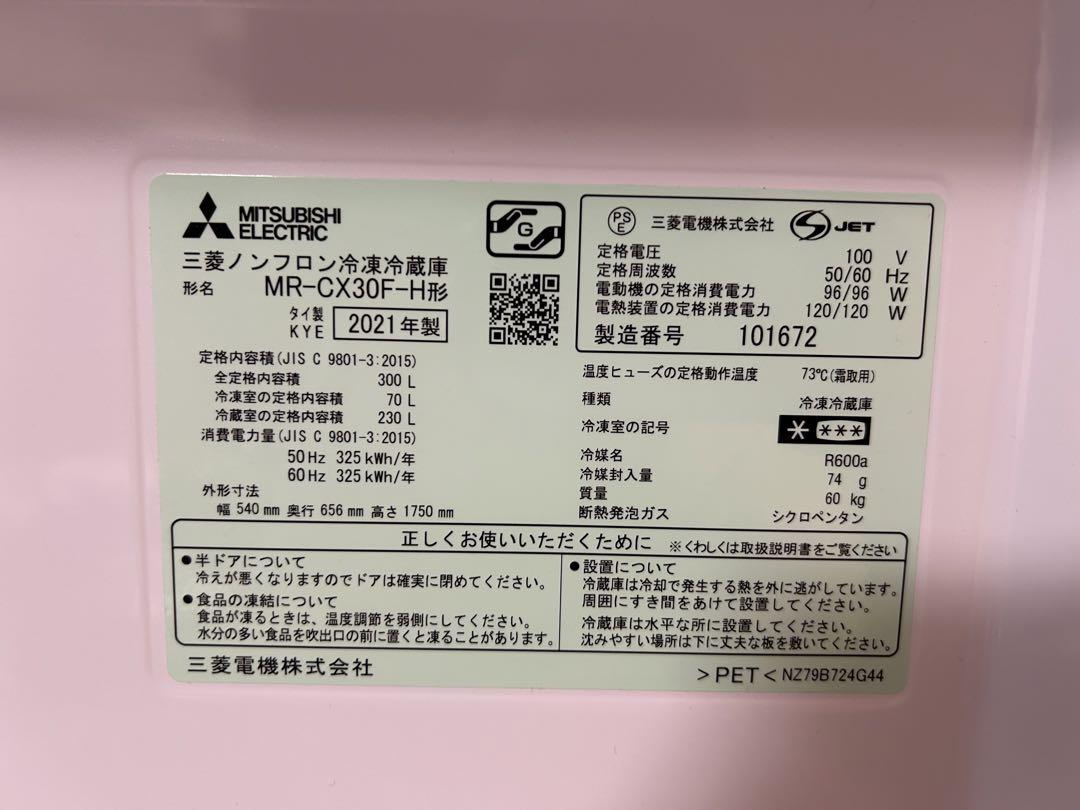 MITSUBISHI
ELECTRIC
三菱ノンフロン冷凍冷蔵庫
形名 MR-CX30F-H形
タイ製
KYE 2021年製
G
定格内容積(JIS C 9801-3:2015)
全定格内容積 300 L
冷凍室の定格内容積 70 L
冷蔵室の定格内容積 230 L
消費電力量(JIS C 9801-3:2015)
50Hz 325kWh/年
60Hz 325kWh/年
外形寸法
幅 540mm 奥行 656mm 高さ 1750mm
PS
E 三菱電機株式会社 JET
定格電圧 100 V
定格周波数 50/60 Hz
電動機の定格消費電力 96/96 W
電熱装置の定格消費電力 120/120 W
製造番号 101672
温度ヒューズの定格動作温度 73℃(霜取用)
種類 冷凍冷蔵庫
冷凍室の記号 * ***
冷媒名 R600a
冷媒封入量 74 g
質量 60 kg
断熱発泡ガス シクロペンタン
正しくお使いいただくために ※くわしくは取扱説明書をご覧ください
●半ドアについて
冷えが悪くなりますのでドアは確実に閉めてください。
●食品の凍結について
食品が凍るときは、温度調節を弱側にしてください。
水分の多い食品を吹出口の前に置くと凍ることがあります。
●設置について
冷蔵庫は冷却で発生する熱を外に逃がしています。
周囲にすき間をあけて設置してください。
冷蔵庫は水平な所に設置してください。
沈みやすい場所は下に丈夫な板を敷いてください。
三菱電機株式会社
>PET< NZ79B724G44